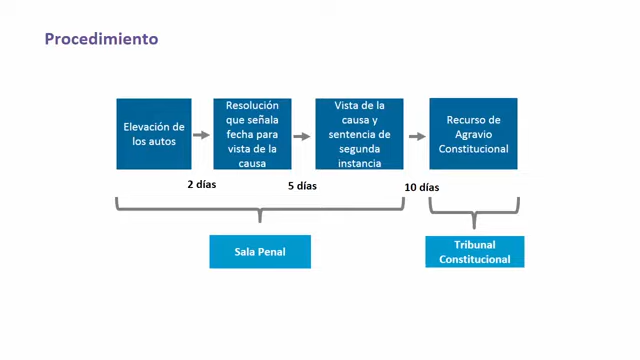 Procedimiento
Elevación de
los autos
Resolución
que señala
fecha para
vista de la
causa
Vista de la
causa y
sentencia de
segunda
instancia
Recurso de
Agravio
Constitucional
2 días
5 días
10 días
Sala Penal
Tribunal
Constitucional